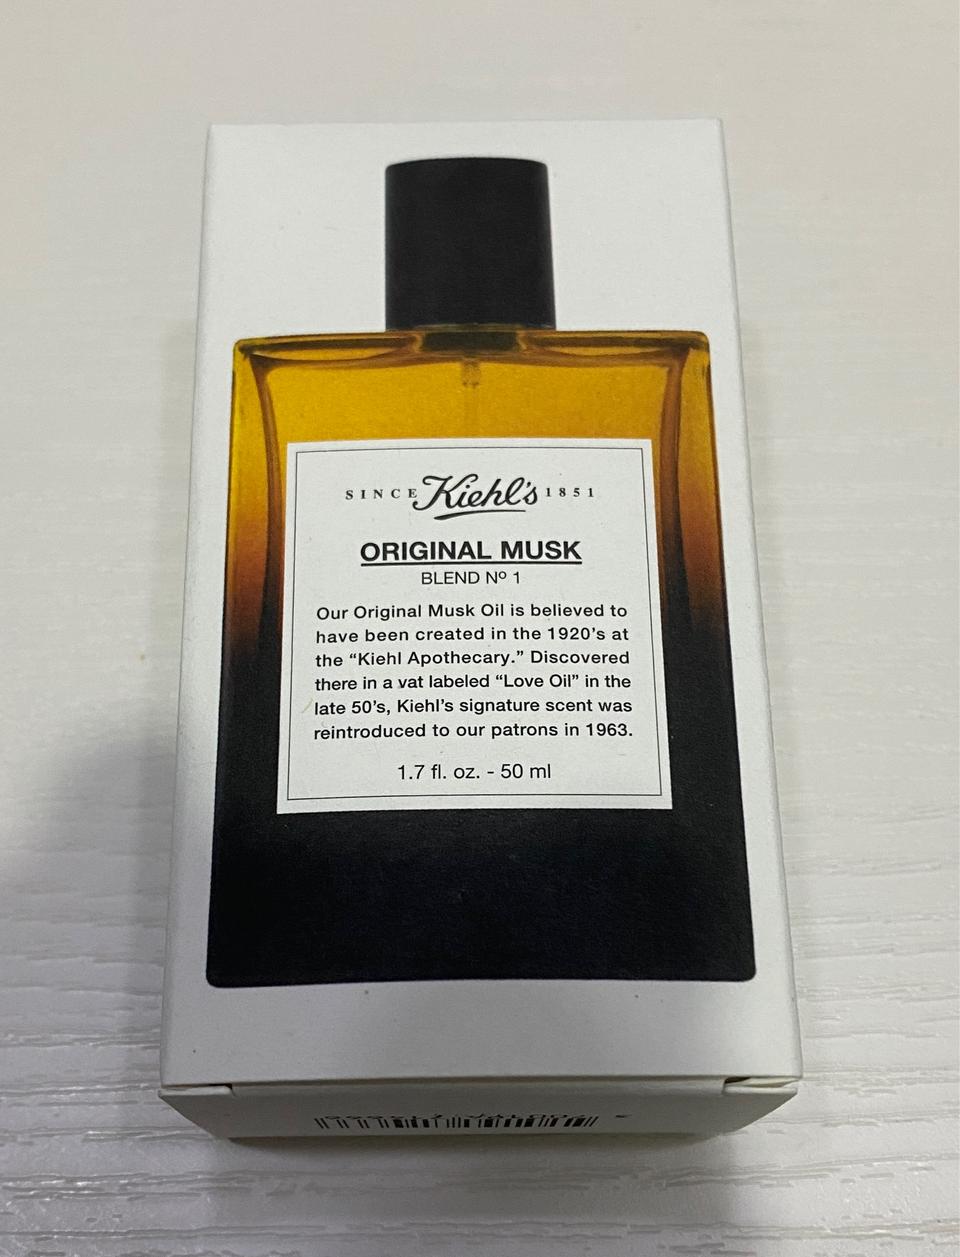 SINCE Kiehl's 1851
ORIGINAL MUSK
BLEND Nº 1
Our Original Musk Oil is believed to
have been created in the 1920's at
the “Kiehl Apothecary.” Discovered
there in a vat labeled “Love Oil” in the
late 50's, Kiehl's signature scent was
reintroduced to our patrons in 1963.
1.7 fl. oz. - 50 ml